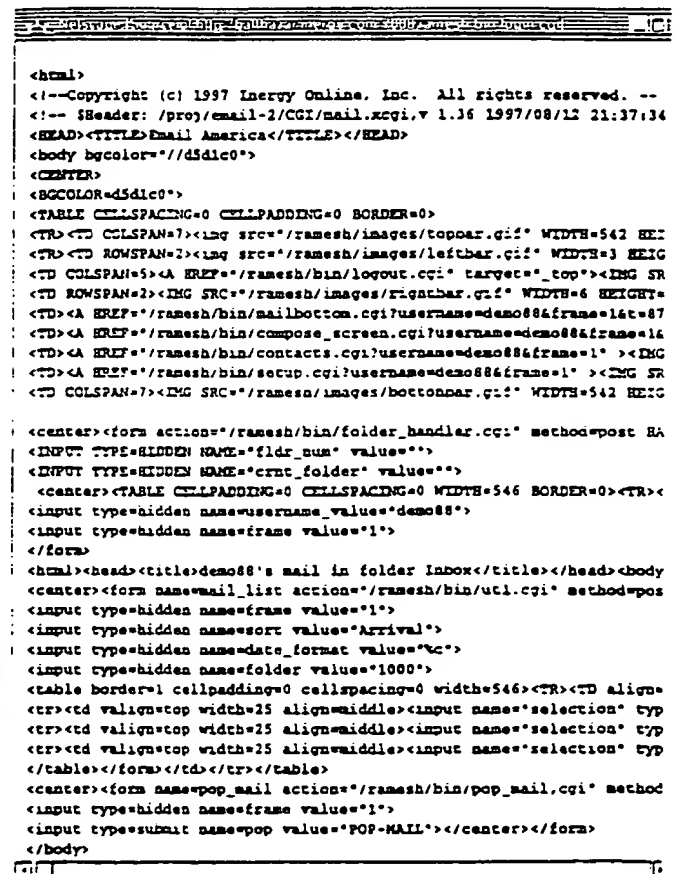 <html>
<!--Copyright (c) 1997 Inergy Online, Inc. All rights reserved. --
<!-- $Header: /proj/email-2/CGI/mail.xcgi,v 1.36 1997/08/12 21:37:34
<HEAD><TITLE>Email America</TITLE></HEAD>
<body bgcolor="//d5d1c0">
<CENTER>
<BGCOLOR=d5d1c0">
<TABLE CELLSPACING=0 CELLPADDING=0 BORDER=0>
<TR><TD COLSPAN=7><img src="/ramesh/images/topbar.gif" WIDTH=542 HEI
<TR><TD ROWSPAN=2><img src="/ramesh/images/leftbar.gif" WIDTH=3 HEIG
<TD COLSPAN=5><A HREF="/ramesh/bin/logout.cgi" target="_top"><IMG SR
<TD ROWSPAN=2><IMG SRC="/ramesh/images/rightbar.gif" WIDTH=6 HEIGHT=
<TD><A HREF="/ramesh/bin/mailbottom.cgi?username=demo88&frame=1&t=87
<TD><A HREF="/ramesh/bin/compose_screen.cgi?username=demo88&frame=1&
<TD><A HREF="/ramesh/bin/contacts.cgi?username=demo88&frame=1" ><IMG
<TD><A HREF="/ramesh/bin/setup.cgi?username=demo88&frame=1" ><IMG SR
<TD COLSPAN=7><IMG SRC="/ramesh/images/bottombar.gif" WIDTH=542 HEIG
<center><form action="/ramesh/bin/folder_handler.cgi" method=post NA
<INPUT TYPE=HIDDEN NAME="fldr_num" value="">
<INPUT TYPE=HIDDEN NAME="crnt_folder" value="">
<center><TABLE CELLPADDING=0 CELLSPACING=0 WIDTH=546 BORDER=0><TR><
<input type=hidden name=username_value="demo88">
<input type=hidden name=frame value="1">
</form>
<html><head><title>demo88's mail in folder Inbox</title></head><body
<center><form name=mail_list action="/ramesh/bin/utl.cgi" method=pos
<input type=hidden name=frame value="1">
<input type=hidden name=sort value="Arrival">
<input type=hidden name=date_format value="%c">
<input type=hidden name=folder value="1000">
<table border=1 cellpadding=0 cellspacing=0 width=546><TR><TD align=
<tr><td valign=top width=25 align=middle><input name="selection" typ
<tr><td valign=top width=25 align=middle><input name="selection" typ
<tr><td valign=top width=25 align=middle><input name="selection" typ
</table></form></td></tr></table>
<center><form name=pop_mail action="/ramesh/bin/pop_mail.cgi" method
<input type=hidden name=frame value="1">
<input type=submit name=pop value="POP-MAIL"></center></form>
</body>